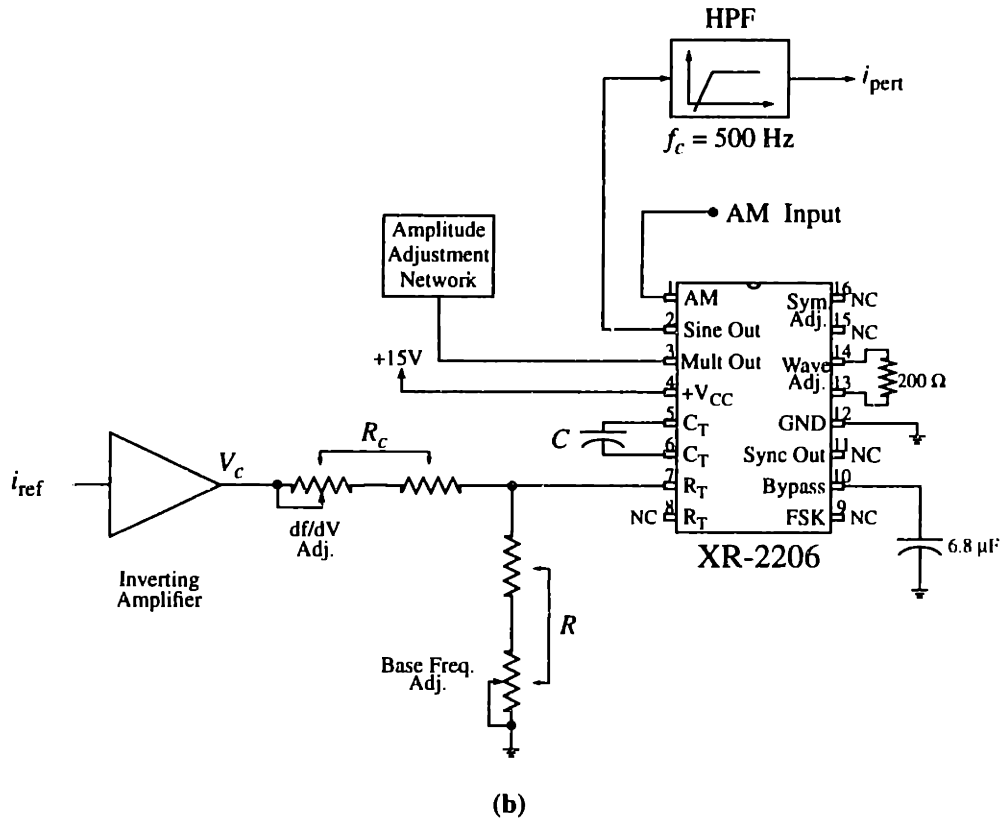 HPF
i_pert
f_c = 500 Hz
AM Input
Amplitude
Adjustment
Network
+15V
1 AM
2 Sine Out
3 Mult Out
4 +V_CC
5 C_T
6 C_T
7 R_T
NC 8 R_T
Sym. Adj. 16 NC
15 NC
Wave Adj. 14
13
200 Ω
GND 12
Sync Out 11 NC
Bypass 10
FSK 9 NC
6.8 µF
XR-2206
C
R_c
i_ref
V_c
df/dV
Adj.
Inverting
Amplifier
R
Base Freq.
Adj.
(b)